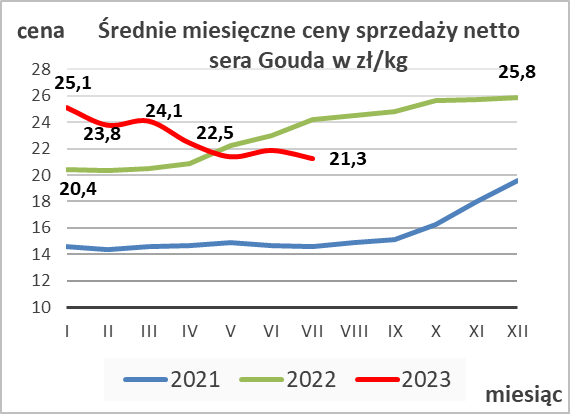 cena
Średnie miesięczne ceny sprzedaży netto
sera Gouda w zł/kg
28
26
24
22
20
18
16
14
12
10
25,1
23,8
24,1
22,5
21,3
20,4
25,8
I II III IV V VI VII VIII IX X XI XII
2021 2022 2023
miesiąc